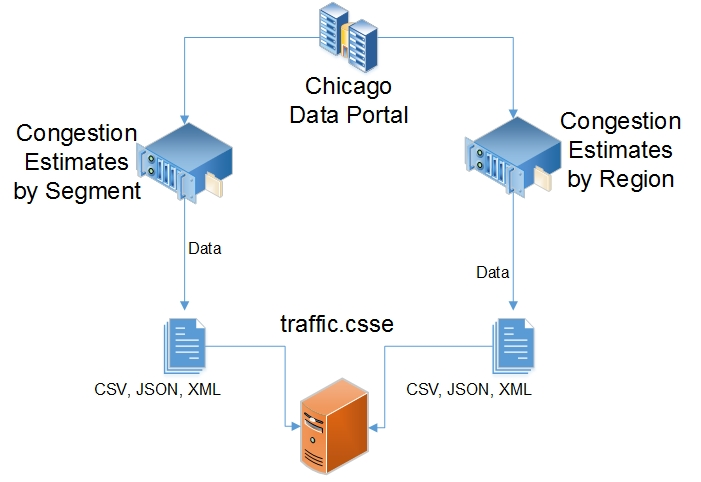 Chicago
Data Portal
Congestion
Estimates
by Segment
Congestion
Estimates
by Region
Data
Data
traffic.csse
CSV, JSON, XML
CSV, JSON, XML